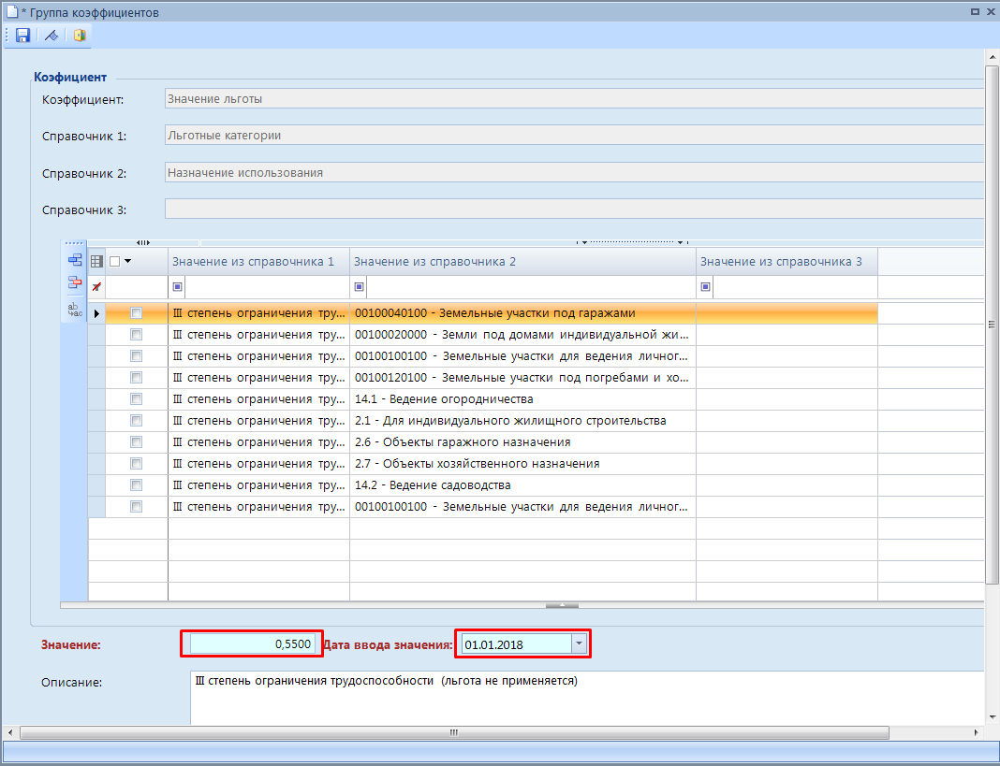 * Группа коэффициентов
Коэфициент
Коэффициент: Значение льготы
Справочник 1: Льготные категории
Справочник 2: Назначение использования
Справочник 3:
Значение из справочника 1 Значение из справочника 2 Значение из справочника 3
III степень ограничения тру... 00100040100 - Земельные участки под гаражами
III степень ограничения тру... 00100020000 - Земли под домами индивидуальной жи...
III степень ограничения тру... 00100100100 - Земельные участки для ведения личног...
III степень ограничения тру... 00100120100 - Земельные участки под погребами и хо...
III степень ограничения тру... 14.1 - Ведение огородничества
III степень ограничения тру... 2.1 - Для индивидуального жилищного строительства
III степень ограничения тру... 2.6 - Объекты гаражного назначения
III степень ограничения тру... 2.7 - Объекты хозяйственного назначения
III степень ограничения тру... 14.2 - Ведение садоводства
III степень ограничения тру... 00100100100 - Земельные участки для ведения личног...
Значение: 0,5500 Дата ввода значения: 01.01.2018
Описание: III степень ограничения трудоспособности (льгота не применяется)